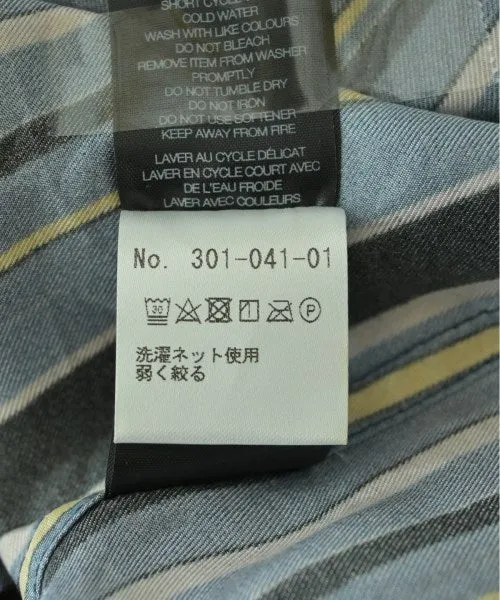 SHORT CYCLE
COLD WATER
WASH WITH LIKE COLOURS
DO NOT BLEACH
REMOVE ITEM FROM WASHER
PROMPTLY
DO NOT TUMBLE DRY
DO NOT IRON
DO NOT USE SOFTENER
KEEP AWAY FROM FIRE
LAVER AU CYCLE DÉLICAT
LAVER EN CYCLE COURT AVEC
DE L'EAU FROIDE
LAVER AVEC COULEURS
No. 301-041-01
30 P
洗濯ネット使用
弱く絞る